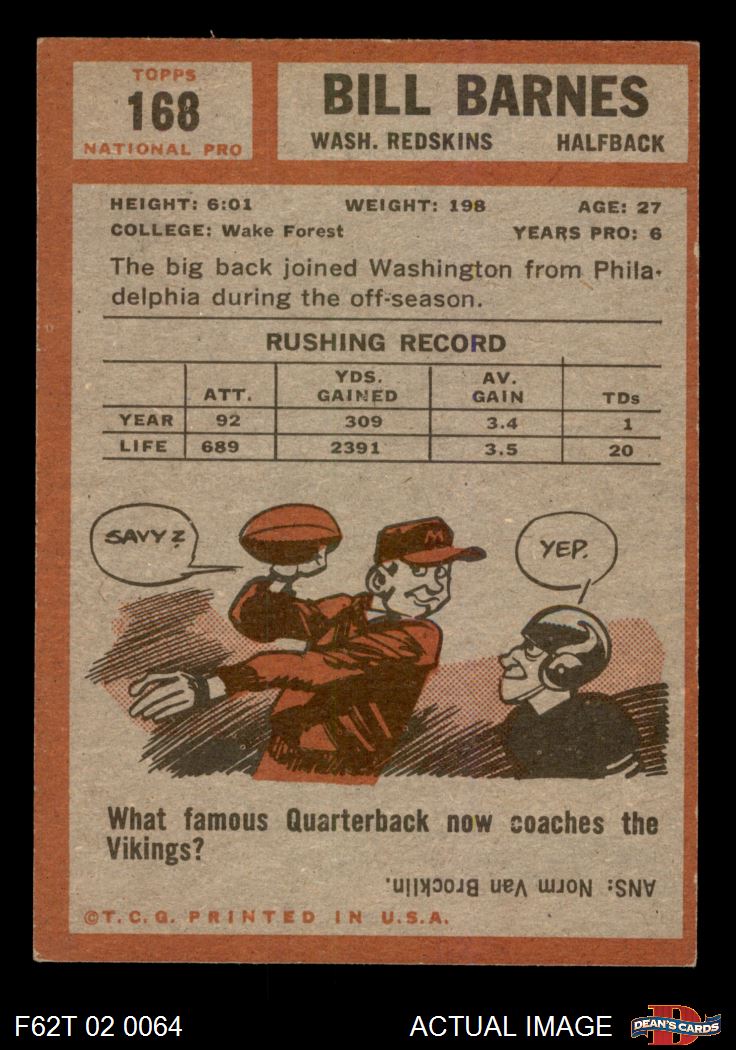 TOPPS
168
NATIONAL PRO
BILL BARNES
WASH. REDSKINS HALFBACK
HEIGHT: 6:01 WEIGHT: 198 AGE: 27
COLLEGE: Wake Forest YEARS PRO: 6
The big back joined Washington from Phila-
delphia during the off-season.
RUSHING RECORD
ATT. YDS. GAINED AV. GAIN TDs
YEAR 92 309 3.4 1
LIFE 689 2391 3.5 20
SAVYZ?
YEP.
M
What famous Quarterback now coaches the
Vikings?
ANS: Norm Van Brocklin.
©T.C.G. PRINTED IN U.S.A.
F62T 02 0064 ACTUAL IMAGE D DEAN'S CARDS